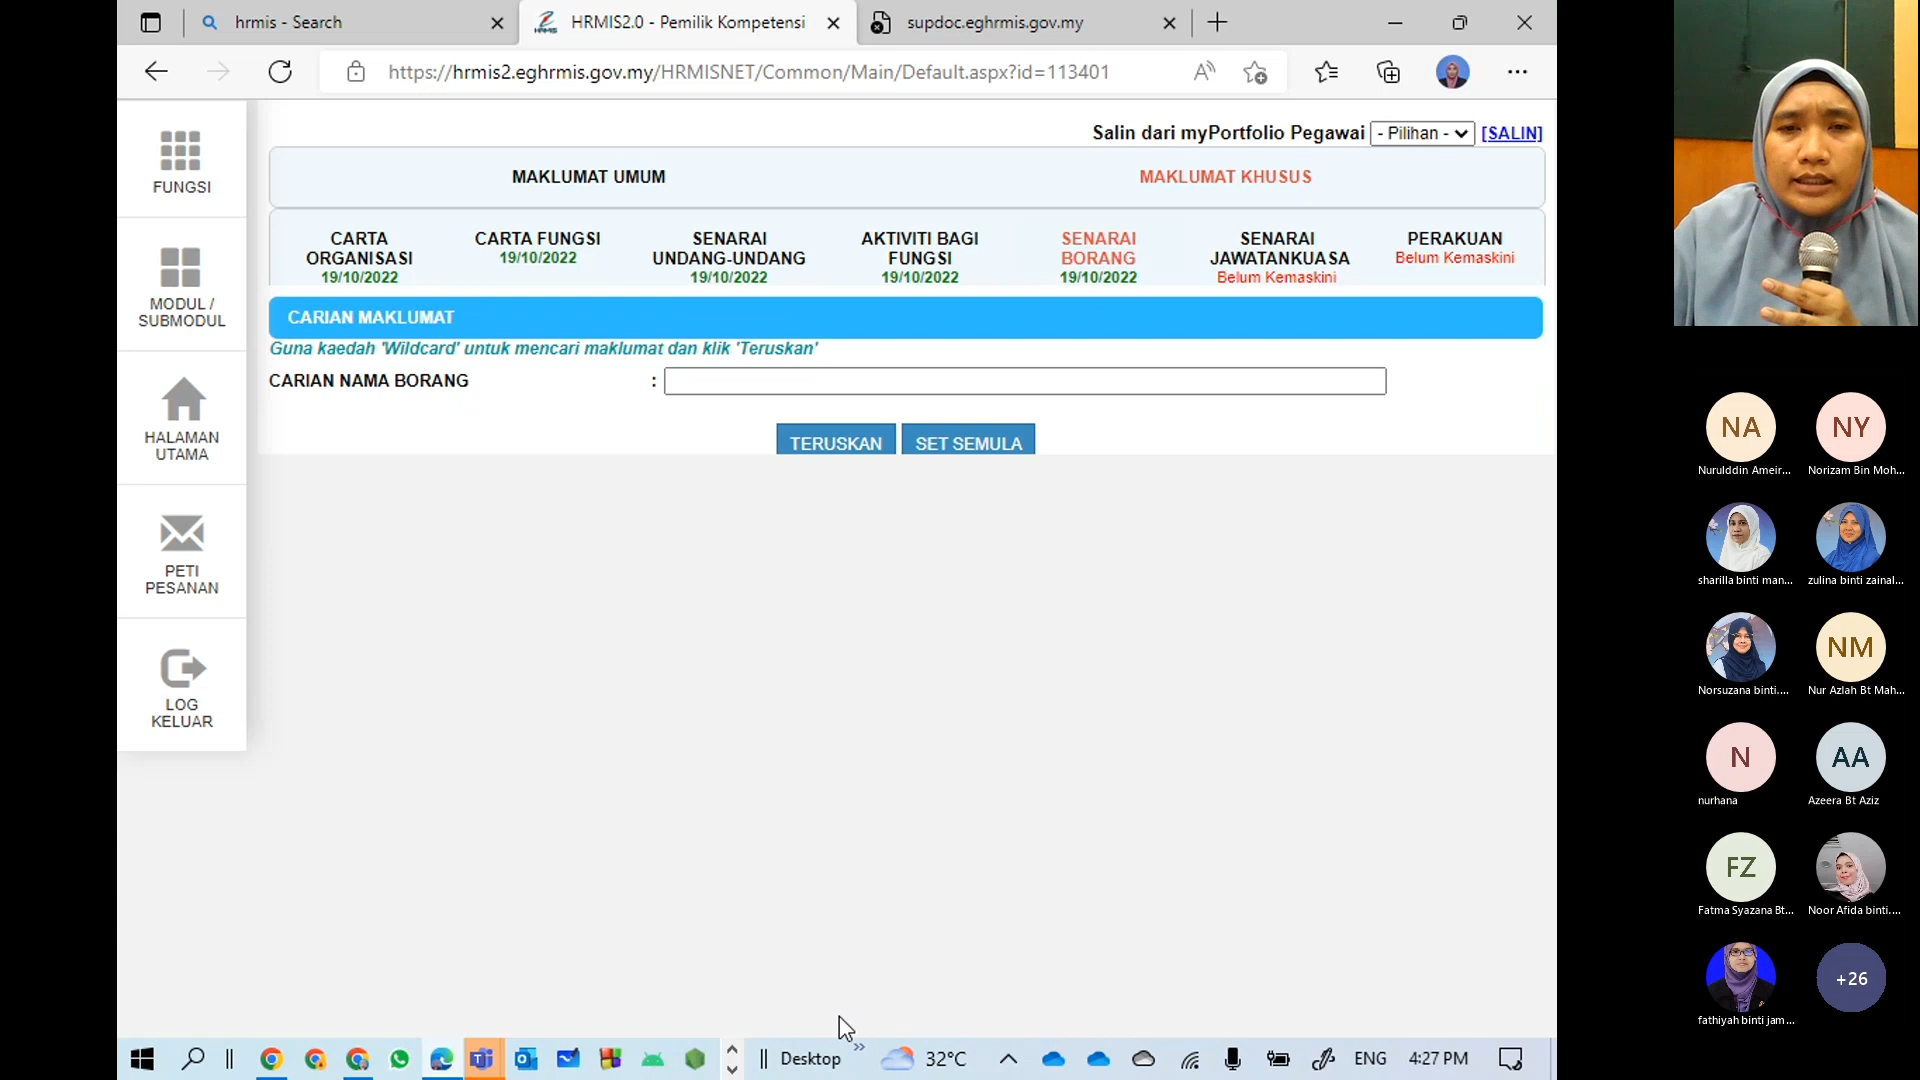 hrmis - Search
HRMIS2.0 - Pemilik Kompetensi
supdoc.eghrmis.gov.my
https://hrmis2.eghrmis.gov.my/HRMISNET/Common/Main/Default.aspx?id=113401
FUNGSI
MODUL /
SUBMODUL
HALAMAN
UTAMA
PETI
PESANAN
LOG
KELUAR
Salin dari myPortfolio Pegawai - Pilihan - [SALIN]
MAKLUMAT UMUM
MAKLUMAT KHUSUS
CARTA
ORGANISASI
19/10/2022
CARTA FUNGSI
19/10/2022
SENARAI
UNDANG-UNDANG
19/10/2022
AKTIVITI BAGI
FUNGSI
19/10/2022
SENARAI
BORANG
19/10/2022
SENARAI
JAWATANKUASA
Belum Kemaskini
PERAKUAN
Belum Kemaskini
CARIAN MAKLUMAT
Guna kaedah 'Wildcard' untuk mencari maklumat dan klik 'Teruskan'
CARIAN NAMA BORANG :
TERUSKAN SET SEMULA
NA
Nurulddin Ameir...
NY
Norizam Bin Moh...
sharilla binti man...
zulina binti zainal...
Norsuzana binti....
NM
Nur Azlah Bt Mah...
N
nurhana
AA
Azeera Bt Aziz
FZ
Fatma Syazana Bt...
Noor Afida binti....
fathiyah binti jam...
+26
Desktop
32°C
ENG
4:27 PM